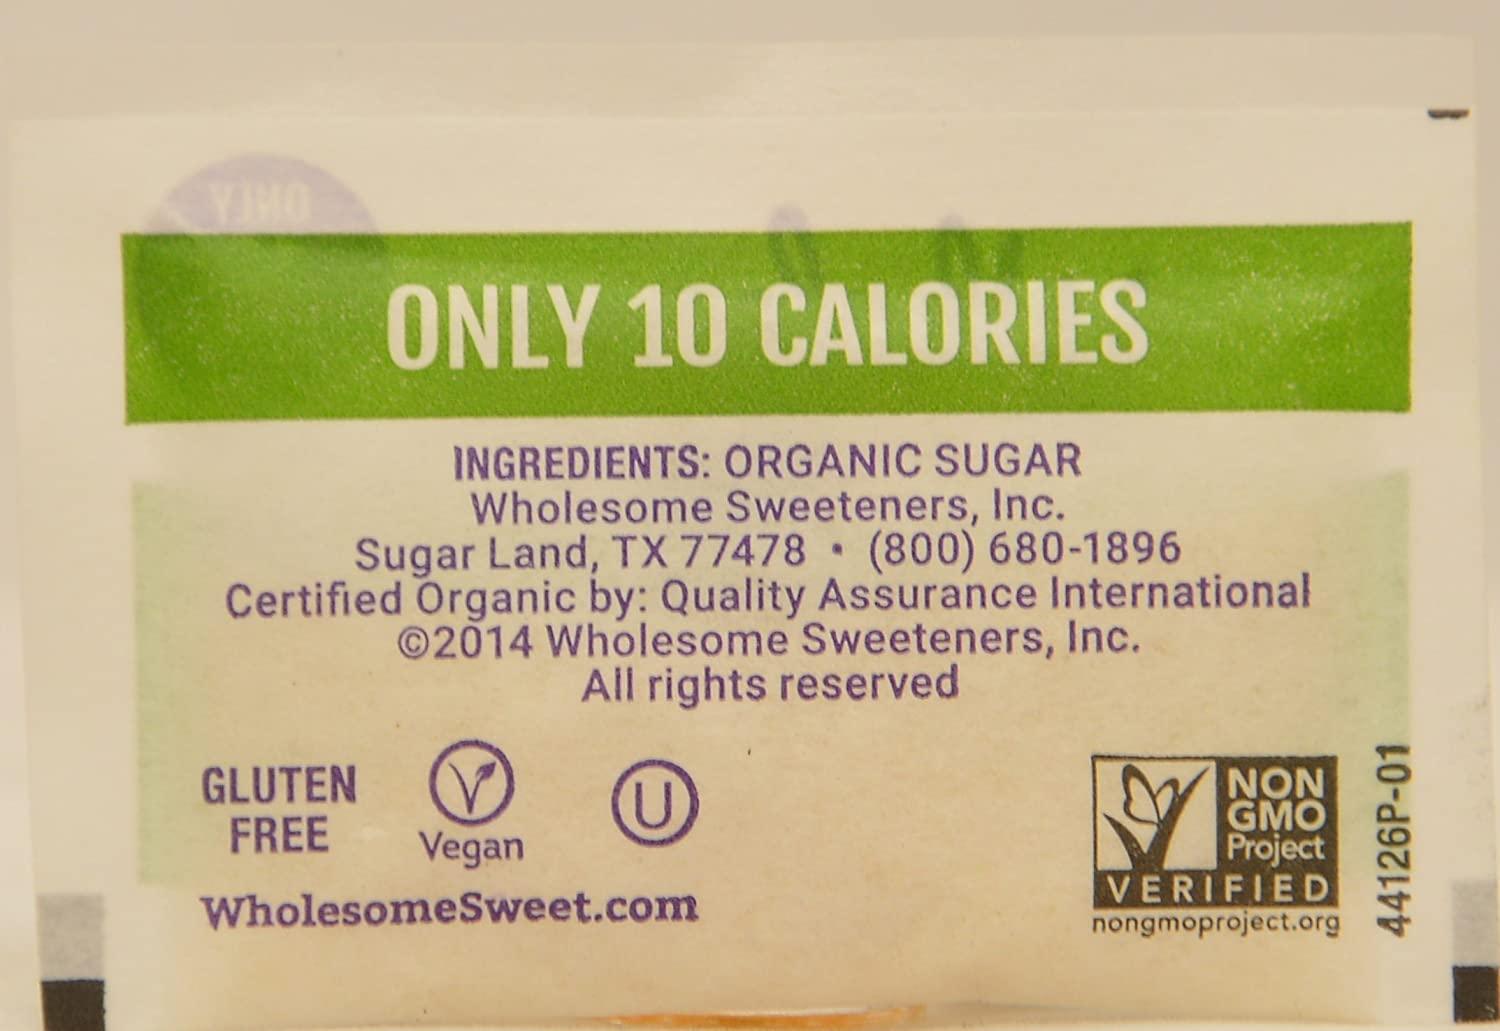 ONLY
ONLY 10 CALORIES
INGREDIENTS: ORGANIC SUGAR
Wholesome Sweeteners, Inc.
Sugar Land, TX 77478 • (800) 680-1896
Certified Organic by: Quality Assurance International
©2014 Wholesome Sweeteners, Inc.
All rights reserved
GLUTEN
FREE
Vegan
U
WholesomeSweet.com
NON
GMO
Project
VERIFIED
nongmoproject.org
44126P-01